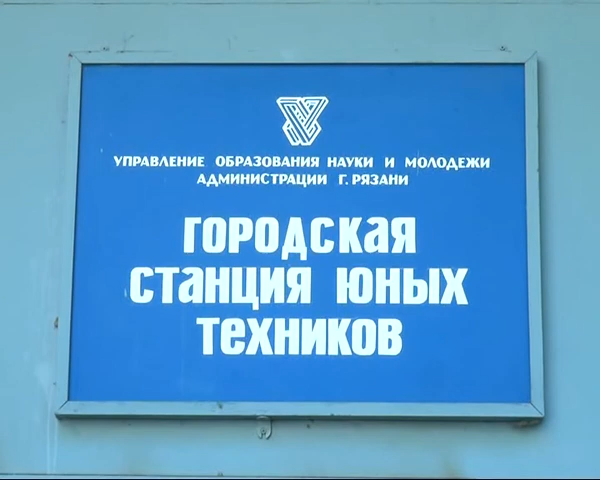 УПРАВЛЕНИЕ ОБРАЗОВАНИЯ НАУКИ И МОЛОДЕЖИ
АДМИНИСТРАЦИИ Г. РЯЗАНИ
ГОРОДСКАЯ
СТАНЦИЯ ЮНЫХ
ТЕХНИКОВ